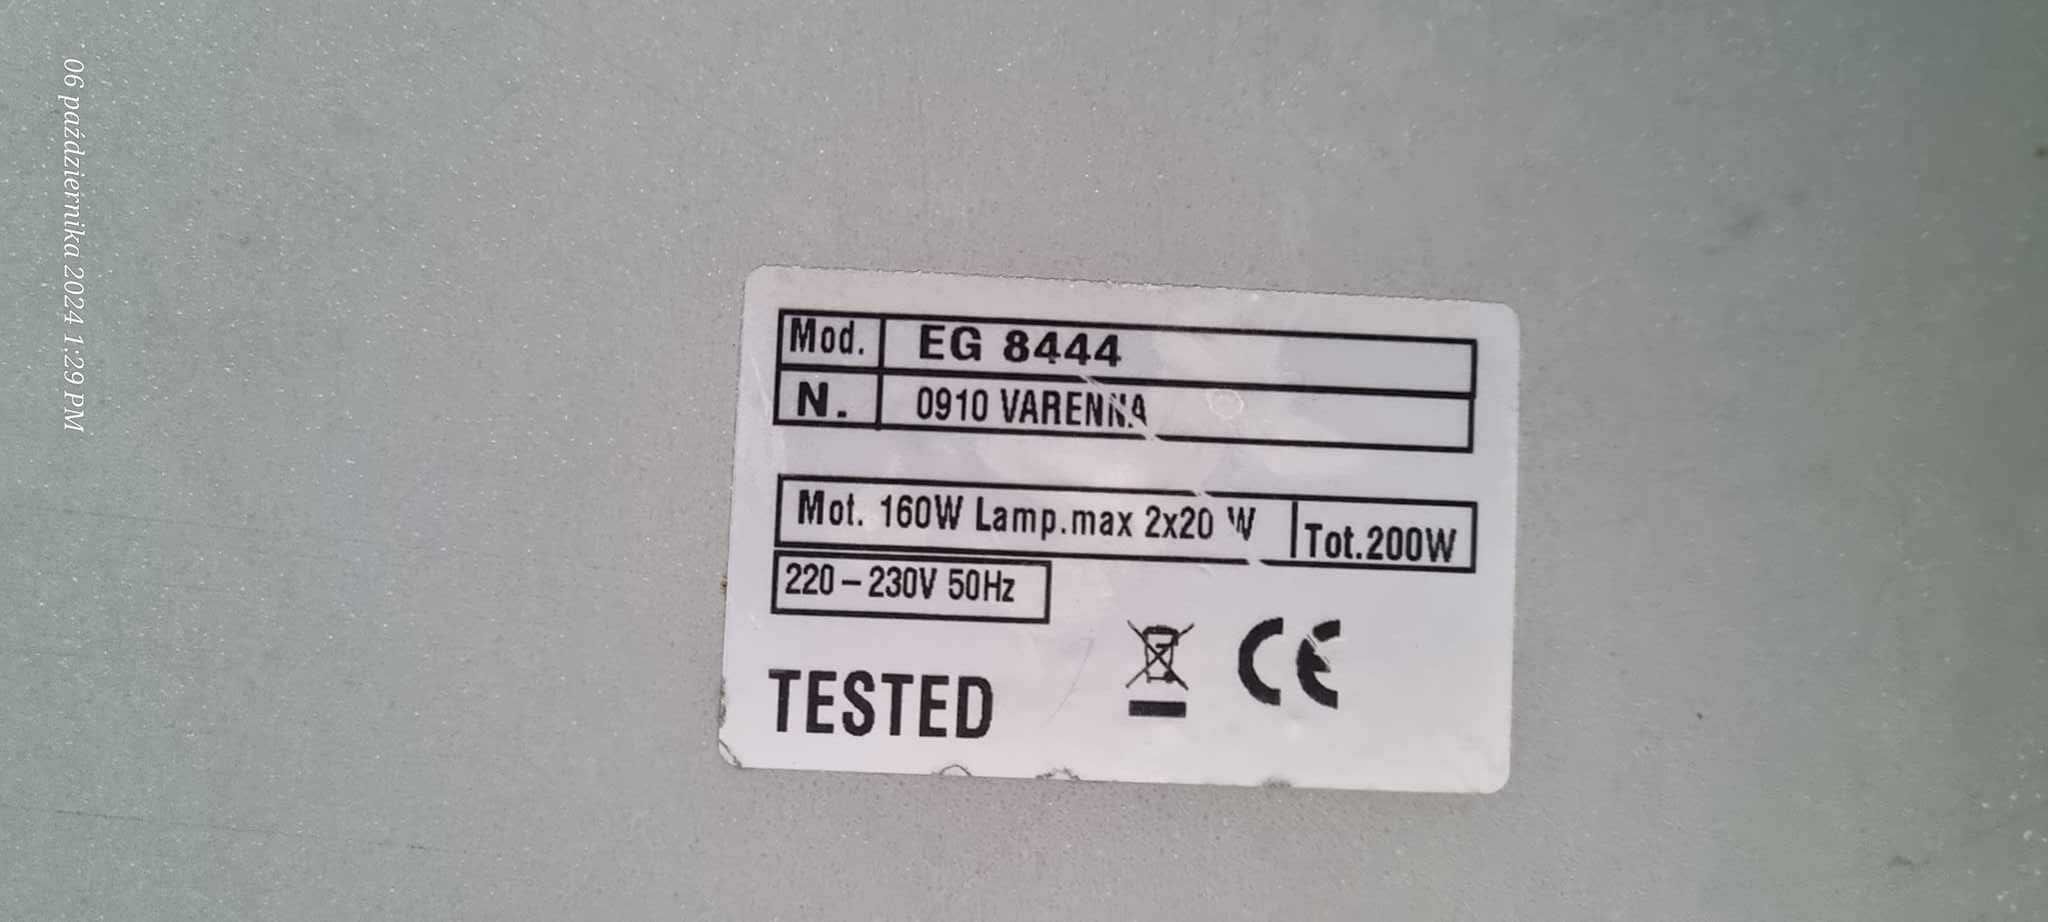 06 października 2024 1:29 PM
Mod. EG 8444
N. 0910 VARENNA
Mot. 160W Lamp.max 2x20 W Tot.200W
220 – 230V 50Hz
TESTED CE